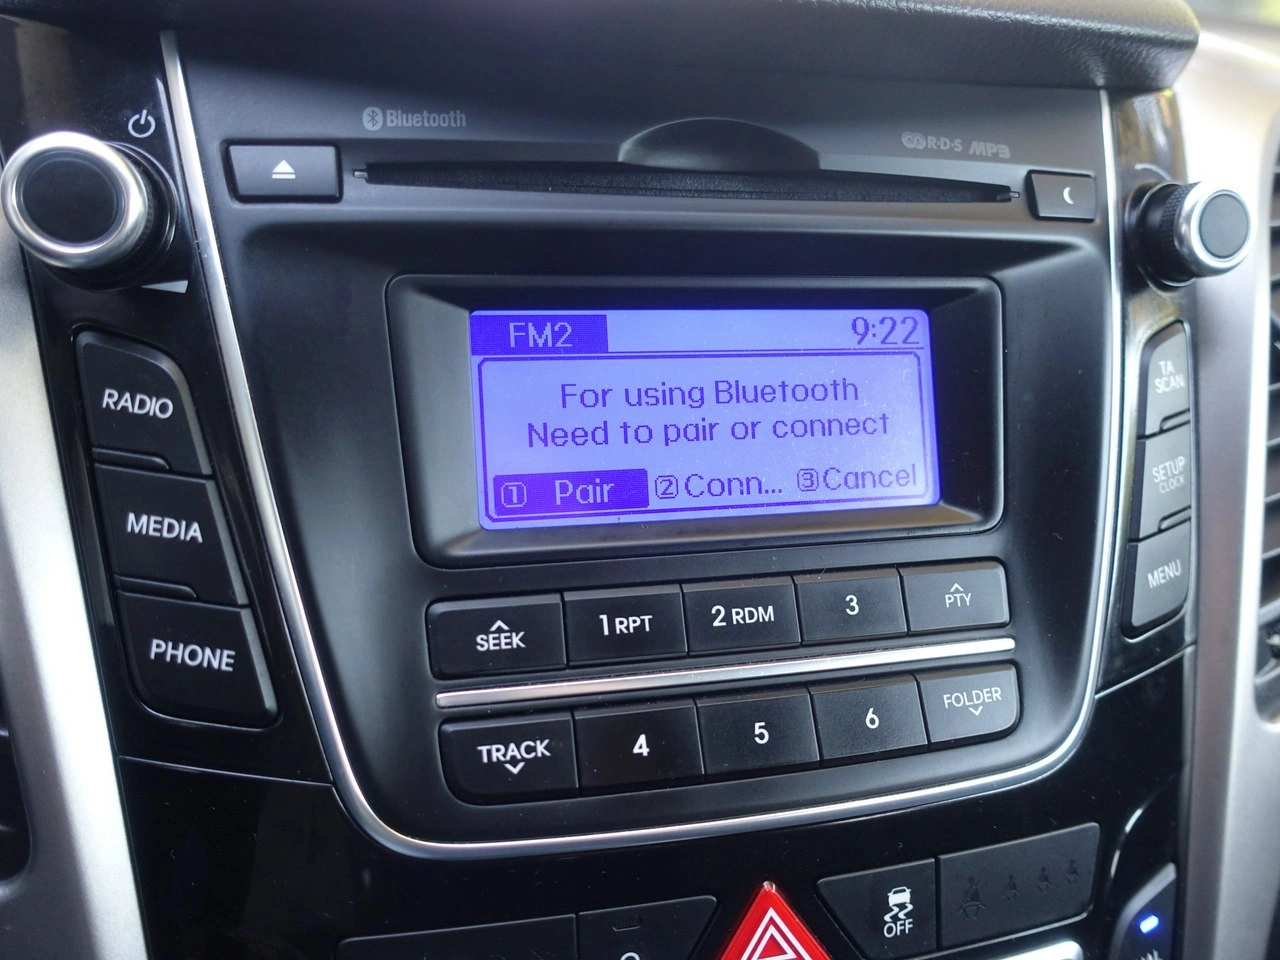 Bluetooth
R·D·S MP3
FM2 9:22
For using Bluetooth
Need to pair or connect
1 Pair 2 Conn... 3 Cancel
RADIO
MEDIA
PHONE
TA
SCAN
SETUP
CLOCK
MENU
SEEK
1 RPT
2 RDM
3
PTY
TRACK
4
5
6
FOLDER
OFF